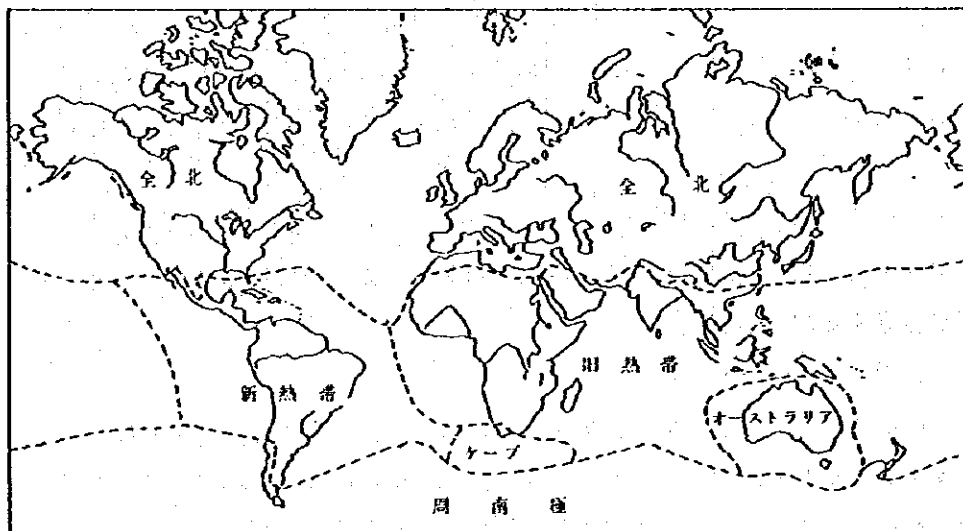 全北
全北
旧熱帯
新熱帯
オーストラリア
ケープ
周南極